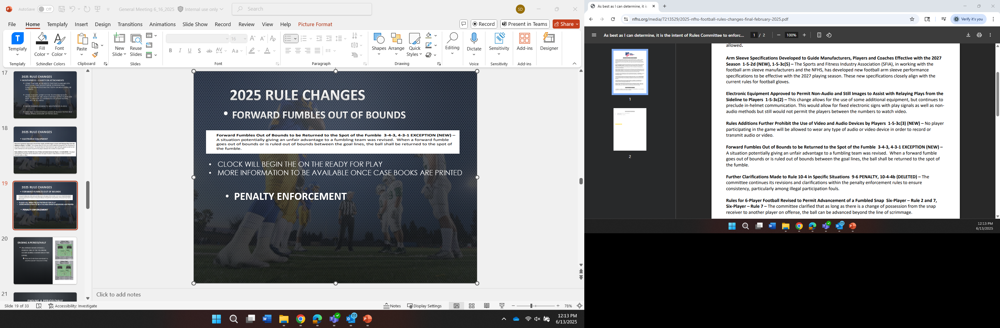 AutoSave Off General Meeting 6_16_2025 Internal use only Search SD
File Home Templafy Insert Design Transitions Animations Slide Show Record Review View Help Picture Format Record Present in Teams Share
Templafy Fill Color Font Color Paste New Slide Reuse Slides 16 Shapes Arrange Quick Styles Editing Dictate Sensitivity Add-ins Designer
Templafy Schindler Colors Clipboard Slides Font Paragraph Drawing Voice Sensitivity Add-ins
17
2025 RULE CHANGES
MOUTHPIECES – CLARITY ON ATTACHMENTS
18
2025 RULE CHANGES
• ELECTRONIC EQUIPMENT
19
2025 RULE CHANGES
• FORWARD FUMBLES OUT OF BOUNDS
• CLOCK WILL BEGIN THE ON THE READY FOR PLAY
• MORE INFORMATION TO BE AVAILABLE ONCE CASE BOOKS ARE PRINTED
• PENALTY ENFORCEMENT
20
ENDING A PERIOD/HALF
21
ENDING A PERIOD/HALF
2025 RULE CHANGES
• FORWARD FUMBLES OUT OF BOUNDS
Forward Fumbles Out of Bounds to be Returned to the Spot of the Fumble 3-4-3, 4-3-1 EXCEPTION (NEW) –
A situation potentially giving an unfair advantage to a fumbling team was revised. When a forward fumble
goes out of bounds or is ruled out of bounds between the goal lines, the ball shall be returned to the spot of
the fumble.
• CLOCK WILL BEGIN THE ON THE READY FOR PLAY
• MORE INFORMATION TO BE AVAILABLE ONCE CASE BOOKS ARE PRINTED
• PENALTY ENFORCEMENT
Click to add notes
Slide 19 of 33 Accessibility: Investigate Notes Display Settings 78%
12:13 PM
6/13/2025
As best as I can determine, it is
nfhs.org/media/7213529/2025-nfhs-football-rules-changes-final-february-2025.pdf Verify it's you
As best as I can determine, it is the intent of Rules Committee to enforc... 1 / 2 100%
1
2
allowed.
Arm Sleeve Specifications Developed to Guide Manufacturers, Players and Coaches Effective with the 2027
Season 1-5-2d (NEW), 1-5-3c(5) – The Sports and Fitness Industry Association (SFIA), in working with the
football arm sleeve manufacturers and the NFHS, has developed new football arm sleeve performance
specifications to be effective with the 2027 playing season. These new specifications closely align with the
current rules for football gloves.
Electronic Equipment Approved to Permit Non-Audio and Still Images to Assist with Relaying Plays from the
Sideline to Players 1-5-3c(2) – This change allows for the use of some additional equipment, but continues to
preclude in-helmet communication. This would allow for fixed electronic signs with play signals as well as non-
audio methods but still would not permit the players between the numbers to watch video.
Rules Additions Further Prohibit the Use of Video and Audio Devices by Players 1-5-3c(3) (NEW) – No player
participating in the game will be allowed to wear any type of audio or video device in order to record or
transmit audio or video.
Forward Fumbles Out of Bounds to be Returned to the Spot of the Fumble 3-4-3, 4-3-1 EXCEPTION (NEW) –
A situation potentially giving an unfair advantage to a fumbling team was revised. When a forward fumble
goes out of bounds or is ruled out of bounds between the goal lines, the ball shall be returned to the spot of
the fumble.
Further Clarifications Made to Rule 10-4 in Specific Situations 9-6 PENALTY, 10-4-4b (DELETED) – The
committee continues its revisions and clarifications within the penalty enforcement rules to ensure
consistency, particularly among illegal participation fouls.
Rules for 6-Player Football Revised to Permit Advancement of a Fumbled Snap Six-Player – Rule 2 and 7,
Six-Player – Rule 7 – The committee clarified that as long as there is a change of possession from the snap
receiver to another player on offense, the ball can be advanced beyond the line of scrimmage.
12:13 PM
6/13/2025